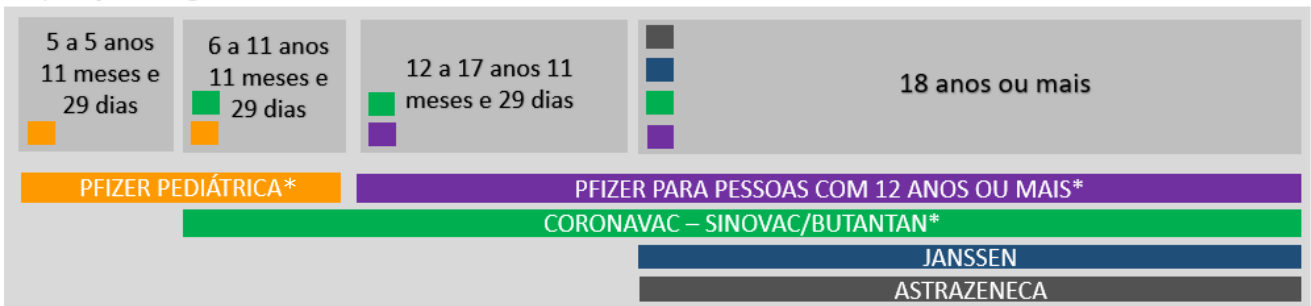 5 a 5 anos
11 meses e
29 dias
6 a 11 anos
11 meses e
29 dias
12 a 17 anos 11
meses e 29 dias
18 anos ou mais
PFIZER PEDIÁTRICA*
PFIZER PARA PESSOAS COM 12 ANOS OU MAIS*
CORONAVAC – SINOVAC/BUTANTAN*
JANSSEN
ASTRAZENECA